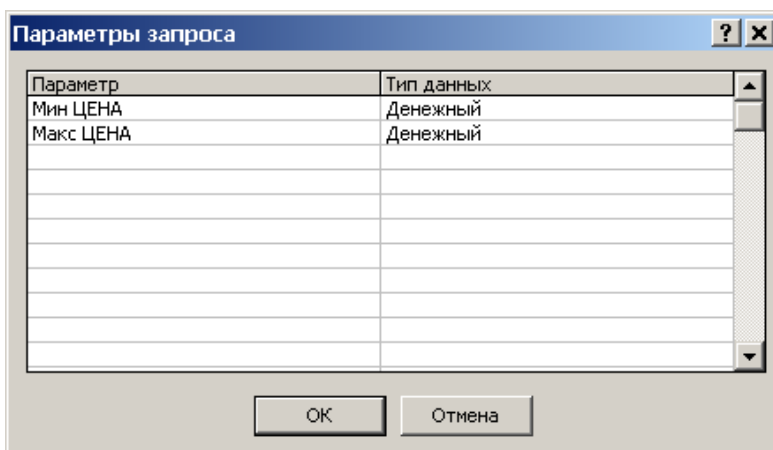 Параметры запроса
Параметр Тип данных
Мин ЦЕНА Денежный
Макс ЦЕНА Денежный
ОК Отмена